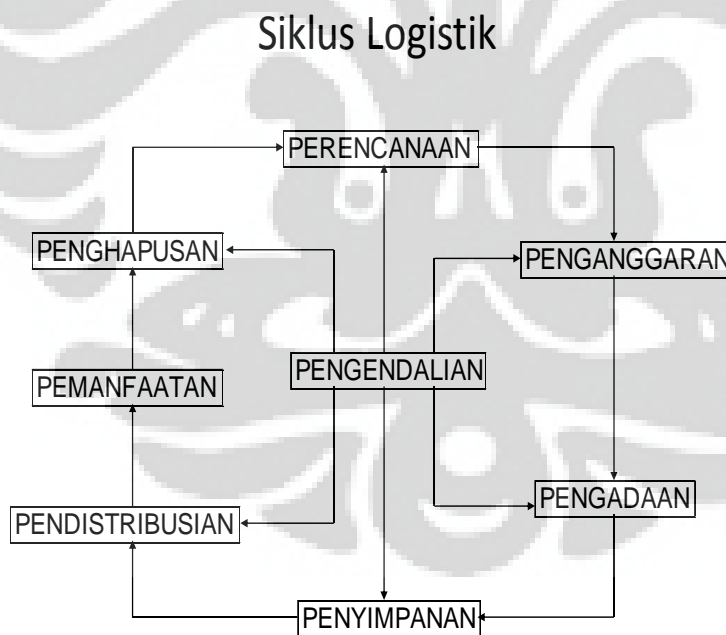 Siklus Logistik
PERENCANAAN
PENGHAPUSAN
PENGANGGARAN
PENGENDALIAN
PEMANFAATAN
PENGADAAN
PENDISTRIBUSIAN
PENYIMPANAN